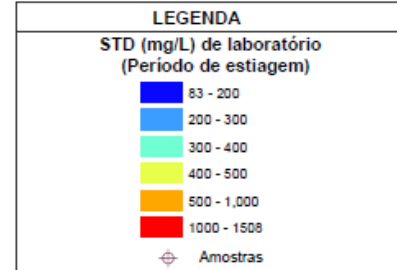 LEGENDA
STD (mg/L) de laboratório
(Período de estiagem)
83 - 200
200 - 300
300 - 400
400 - 500
500 - 1,000
1000 - 1508
Amostras